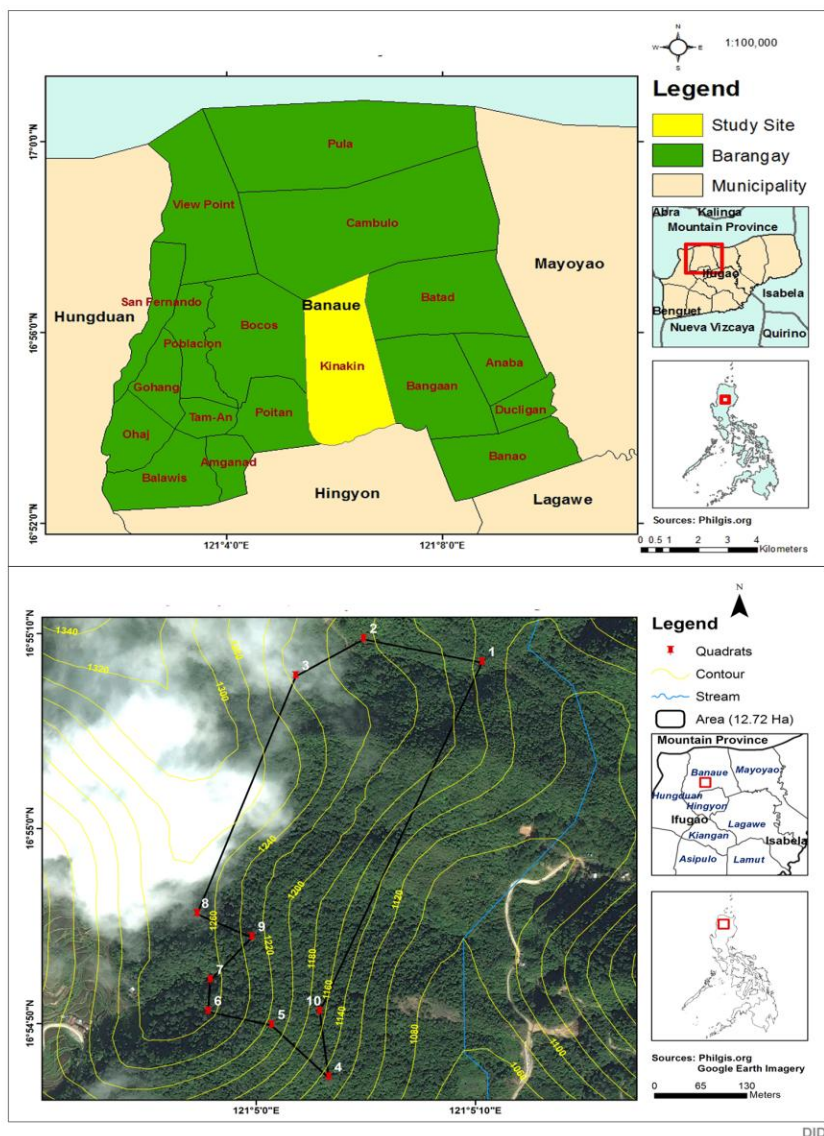 N
W E
S
1:100,000
Legend
Study Site
Barangay
Municipality
17°0'0"N
16°56'0"N
16°52'0"N
121°4'0"E
121°8'0"E
Pula
View Point
Cambulo
Mayoyao
San Fernando
Hungduan
Banaue
Batad
Bocos
Poblacion
Kinakin
Anaba
Gohang
Bangaan
Tam-An
Poitan
Ducligan
Ohaj
Amganad
Banao
Balawis
Hingyon
Lagawe
Abra
Kalinga
Mountain Province
Ifugao
Isabela
Benguet
Nueva Vizcaya
Quirino
Sources: Philgis.org
0 0.5 1 2 3 4
Kilometers
N
Legend
Quadrats
Contour
Stream
Area (12.72 Ha)
16°55'1"N
16°55'0"N
16°54'50"N
121°5'0"E
121°5'10"E
1340
1320
1300
2
1
3
1240
1200
1120
8
1260
9
1220
7
1180
6
10
1160
5
1140
1080
1100
1060
4
Mountain Province
Banaue
Mayoyao
Hungduan
Hingyon
Ifugao
Lagawe
Kiangan
Isabela
Asipulo
Lamut
Sources: Philgis.org
Google Earth Imagery
0 65 130
Meters
DID